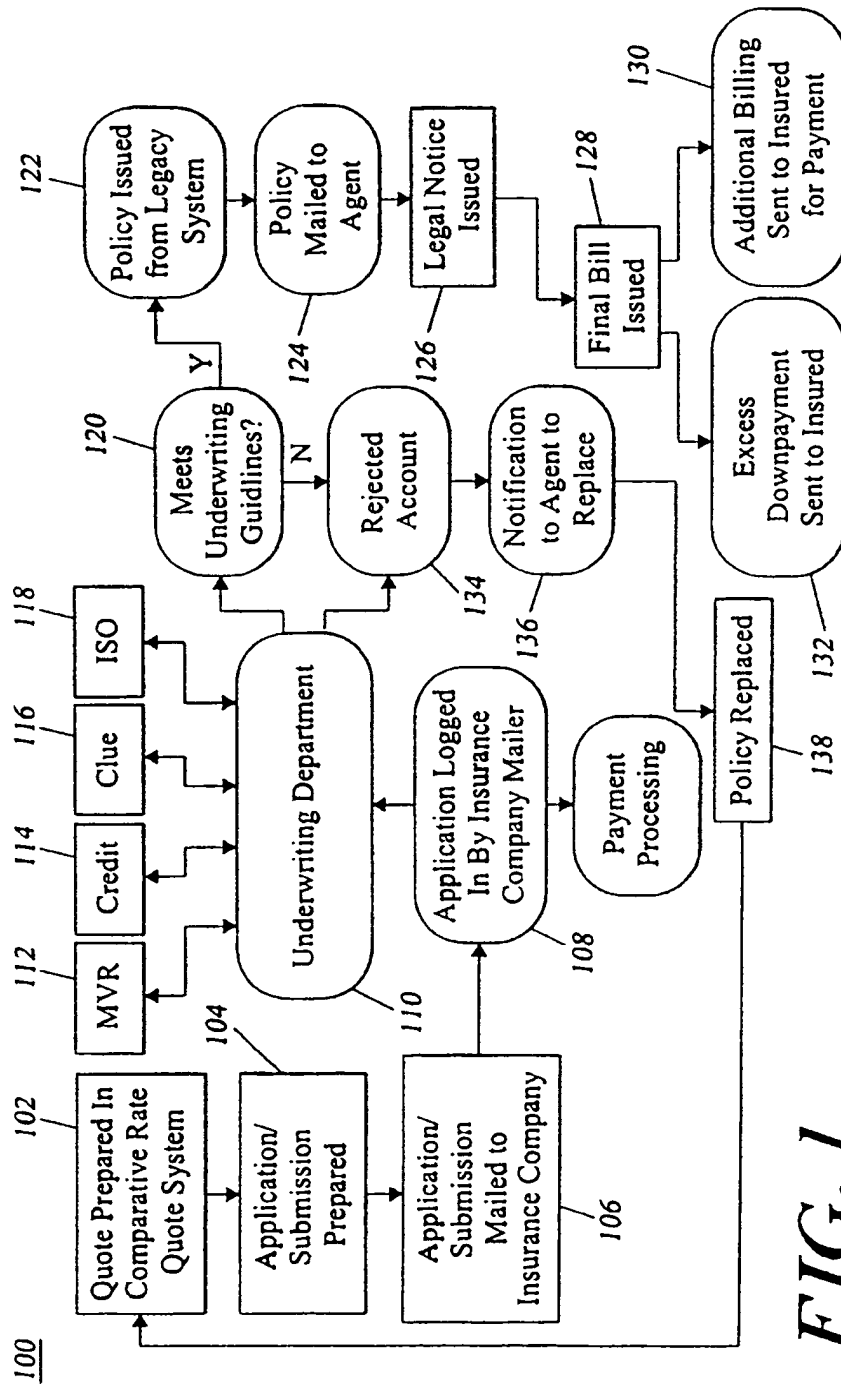 100
102
Quote Prepared In
Comparative Rate
Quote System
104
Application/
Submission
Prepared
Application/
Submission
Mailed to
Insurance Company
106
112
MVR
114
Credit
116
Clue
118
ISO
Underwriting Department
110
Application Logged
In By Insurance
Company Mailer
108
Payment
Processing
120
Meets
Underwriting
Guidlines?
Y
N
Rejected
Account
134
Notification
to Agent to
Replace
136
Policy Replaced
138
122
Policy Issued
from Legacy
System
Policy
Mailed to
Agent
124
Legal Notice
Issued
126
128
Final Bill
Issued
130
Additional Billing
Sent to Insured
for Payment
Excess
Downpayment
Sent to Insured
132
FIG. 1